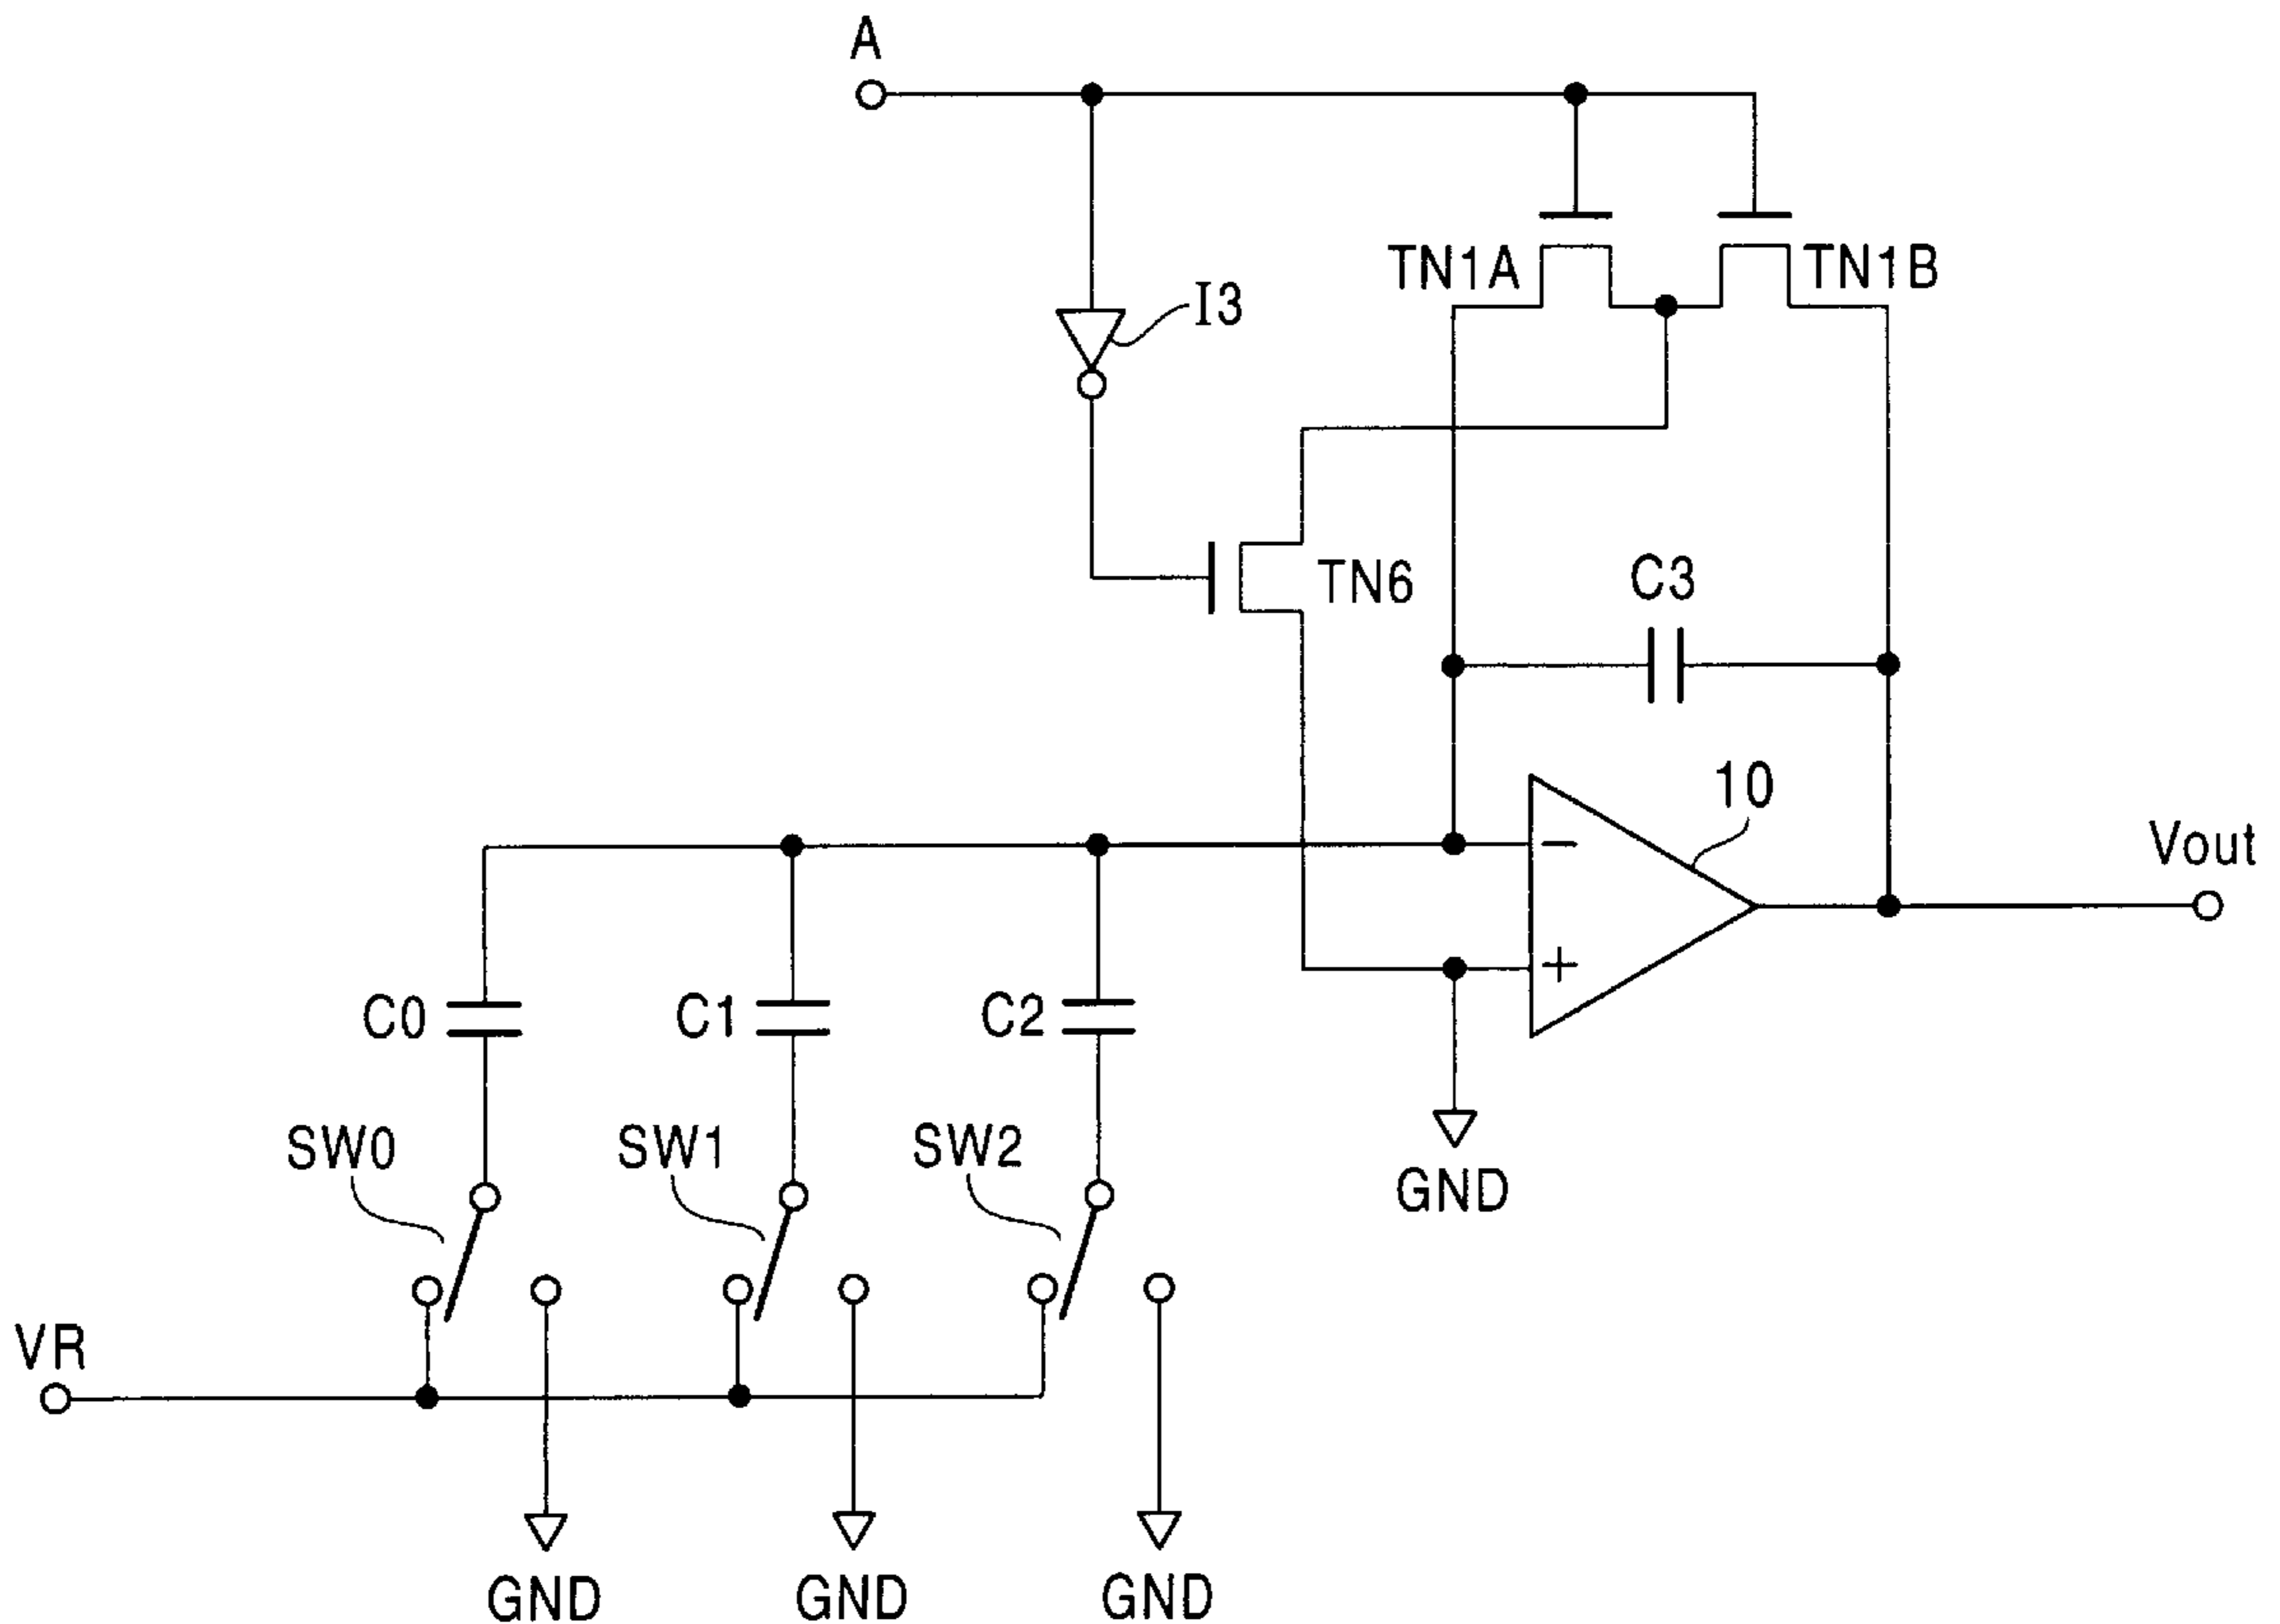 A
TN1A
TN1B
I3
TN6
C3
10
Vout
−
+
C0
C1
C2
SW0
SW1
SW2
GND
VR
GND
GND
GND